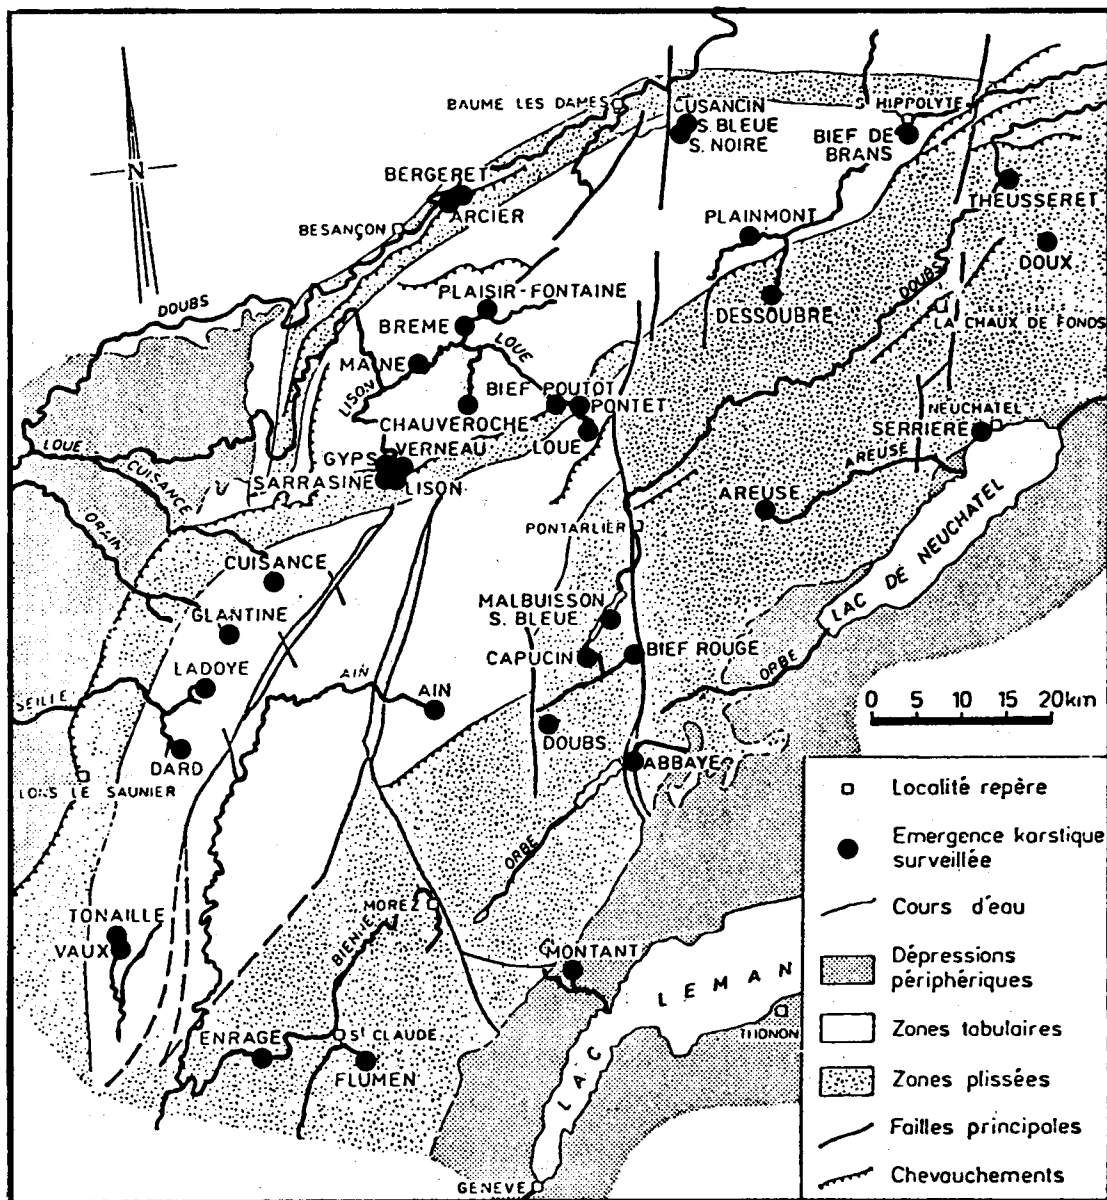 BAUME LES DAMES
CUSANCIN
S. BLEUE
S. NOIRE
S. HIPPOLYTE
BIEF DE
BRANS
N
BERGERET
ARCIER
BESANÇON
THEUSSERET
PLAINMONT
DOUX
DOUBS
DOUBS
PLAISIR-FONTAINE
DESSOUBRE
LA CHAUX DE FONDS
BREME
LOUE
MAINE
LISON
BIEF POUTOT
PONTET
CHAUVEROCHE
VERNEAU
LOUE
NEUCHATEL
SERRIERE
GYPS
SARRASINE
LISON
LOUE
CUISANCE
AREUSE
AREUSE
ORAIN
PONTARLIER
LAC DE NEUCHATEL
CUISANCE
GLANTINE
MALBUISSON
S. BLEUE
CAPUCIN
BIEF ROUGE
LADOYE
AIN
AIN
ORBE
SEILLE
0 5 10 15 20km
DOUBS
DARD
ABBAYE
LONS LE SAUNIER
ORBE
MOREZ
TONAILLE
VAUX
BIENNE
MONTANT
LAC LEMAN
THONON
ENRAGE
St CLAUDE
FLUMEN
GENEVE
Localité repère
Emergence karstique
surveillée
Cours d'eau
Dépressions
périphériques
Zones tabulaires
Zones plissées
Failles principales
Chevauchements